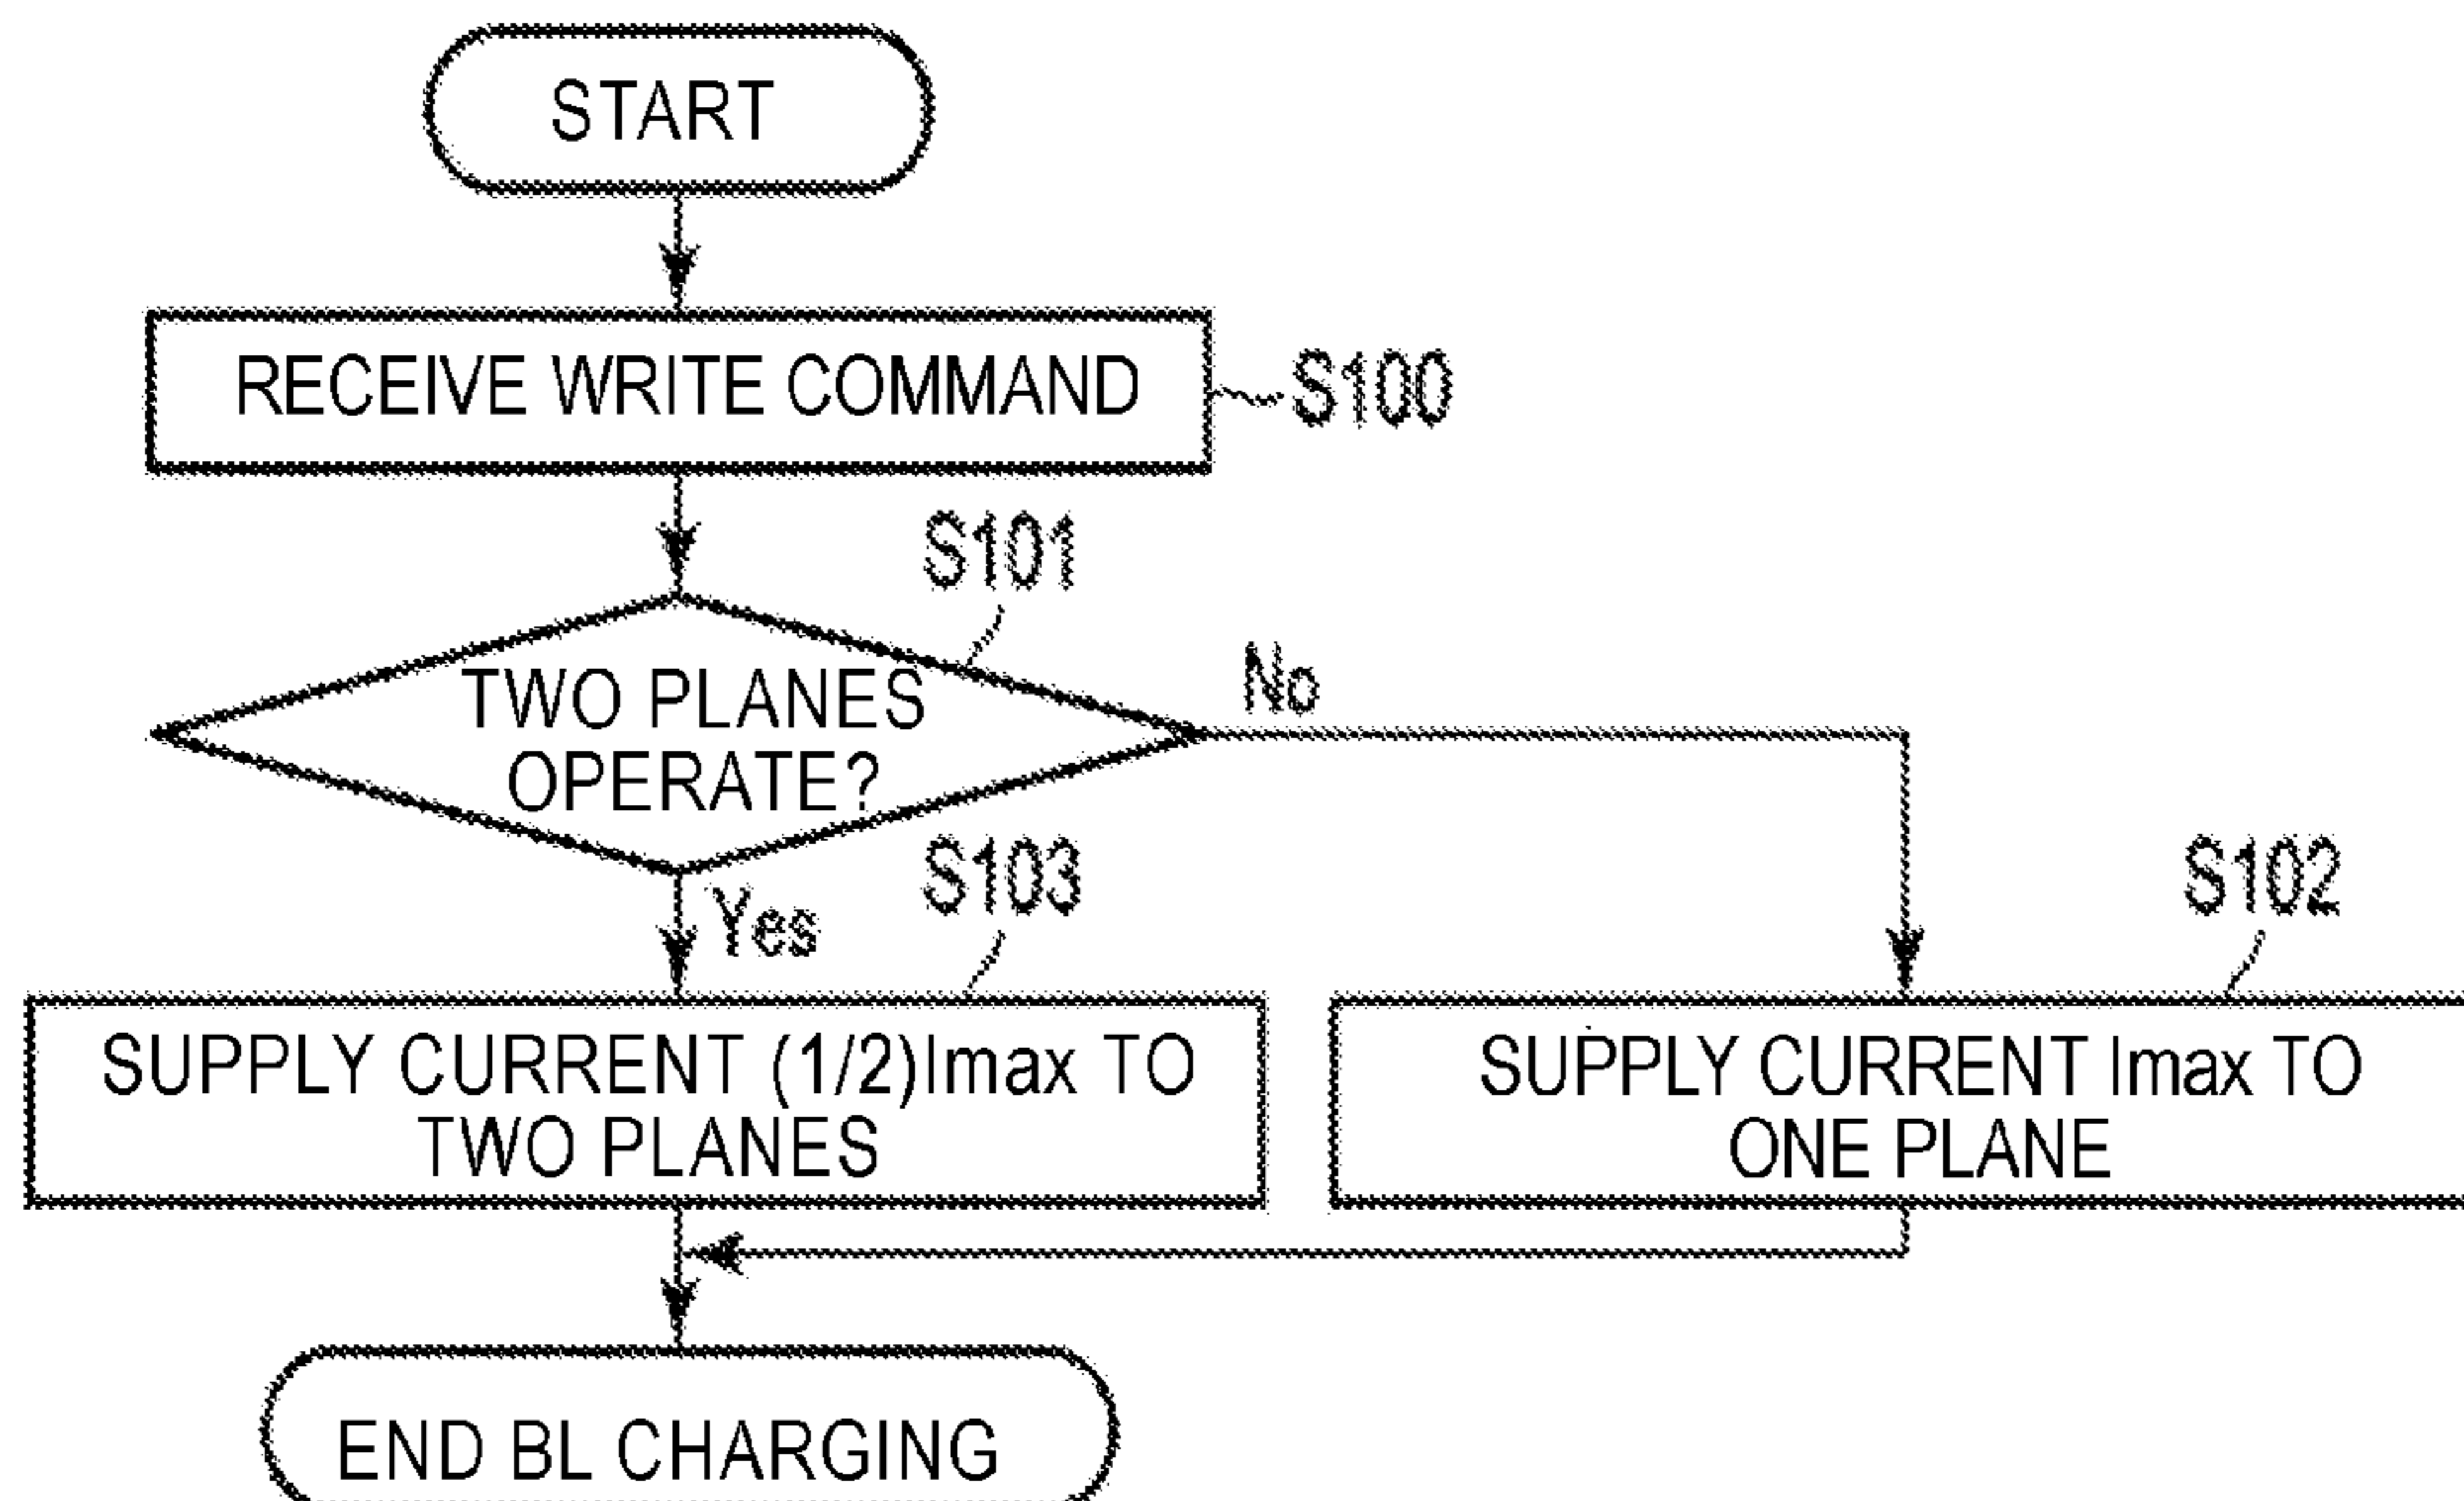 START
RECEIVE WRITE COMMAND
S100
S101
TWO PLANES
OPERATE?
No
Yes
S103
S102
SUPPLY CURRENT (1/2)Imax TO
TWO PLANES
SUPPLY CURRENT Imax TO
ONE PLANE
END BL CHARGING